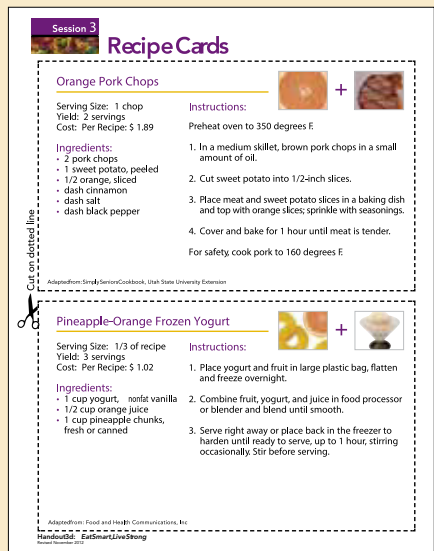 Session 3
Recipe Cards
Orange Pork Chops
+
Serving Size: 1 chop
Yield: 2 servings
Cost: Per Recipe: $ 1.89
Ingredients:
• 2 pork chops
• 1 sweet potato, peeled
• 1/2 orange, sliced
• dash cinnamon
• dash salt
• dash black pepper
Instructions:
Preheat oven to 350 degrees F.
1. In a medium skillet, brown pork chops in a small
amount of oil.
2. Cut sweet potato into 1/2-inch slices.
3. Place meat and sweet potato slices in a baking dish
and top with orange slices; sprinkle with seasonings.
4. Cover and bake for 1 hour until meat is tender.
For safety, cook pork to 160 degrees F.
Adaptedfrom: SimplySeniorsCookbook, Utah State University Extension
Cut on dotted line
Pineapple-Orange Frozen Yogurt
+
Serving Size: 1/3 of recipe
Yield: 3 servings
Cost: Per Recipe: $ 1.02
Ingredients:
• 1 cup yogurt, nonfat vanilla
• 1/2 cup orange juice
• 1 cup pineapple chunks,
fresh or canned
Instructions:
1. Place yogurt and fruit in large plastic bag, flatten
and freeze overnight.
2. Combine fruit, yogurt, and juice in food processor
or blender and blend until smooth.
3. Serve right away or place back in the freezer to
harden until ready to serve, up to 1 hour, stirring
occasionally. Stir before serving.
Adaptedfrom: Food and Health Communications, Inc
Handout3d: EatSmart,LiveStrong
Revised November 2012